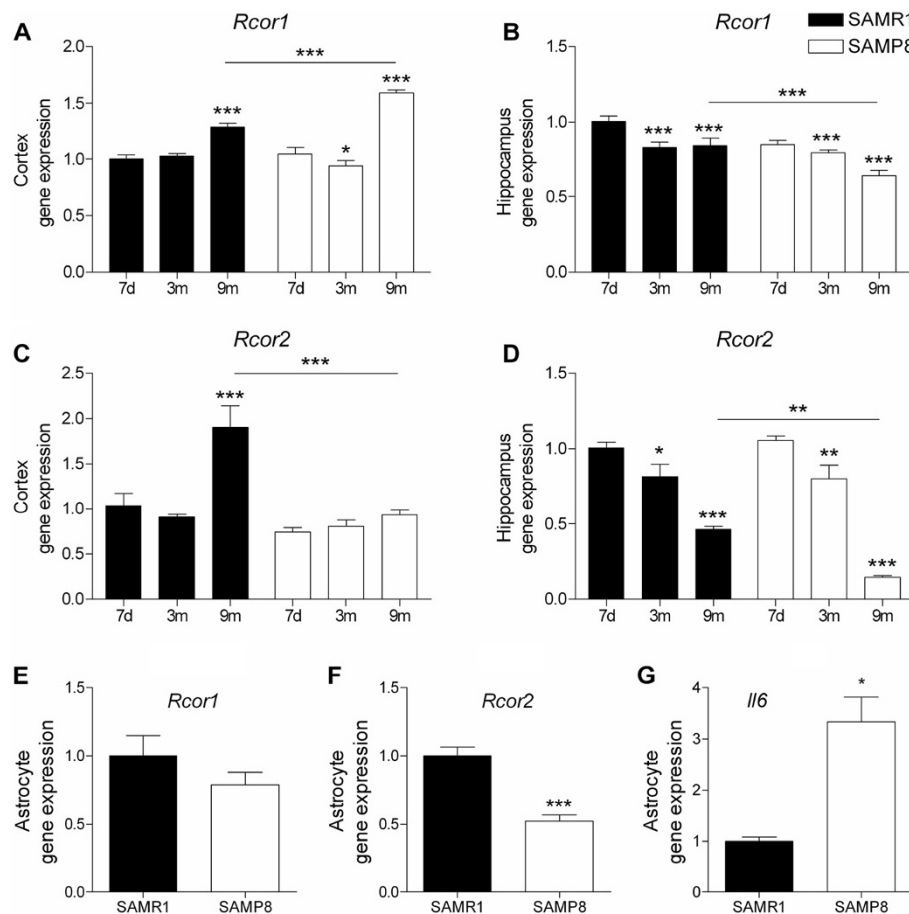 Rcor1
Rcor1
SAMR1
SAMP8
A
B
***
***
***
*
***
***
***
***
***
Cortex
gene expression
2.0
1.5
1.0
0.5
0.0
7d 3m 9m 7d 3m 9m
Hippocampus
gene expression
1.5
1.0
0.5
0.0
7d 3m 9m 7d 3m 9m
C
Rcor2
D
Rcor2
***
***
**
*
***
**
***
Cortex
gene expression
2.5
2.0
1.5
1.0
0.5
0.0
7d 3m 9m 7d 3m 9m
Hippocampus
gene expression
1.5
1.0
0.5
0.0
7d 3m 9m 7d 3m 9m
E
Rcor1
Astrocyte
gene expression
1.5
1.0
0.5
0.0
SAMR1 SAMP8
F
Rcor2
***
Astrocyte
gene expression
1.5
1.0
0.5
0.0
SAMR1 SAMP8
G
Il6
*
Astrocyte
gene expression
4
3
2
1
0
SAMR1 SAMP8